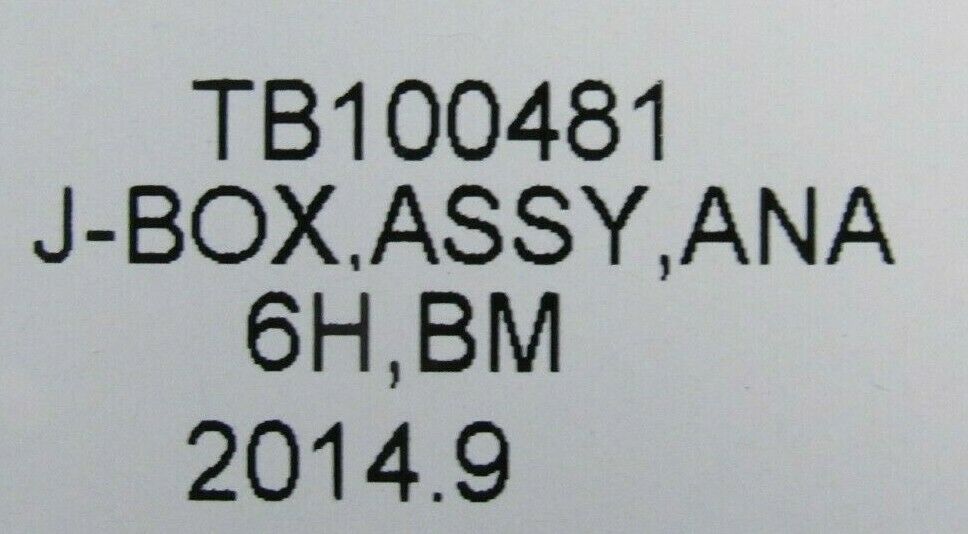 TB100481
J-BOX,ASSY,ANA
6H,BM
2014.9